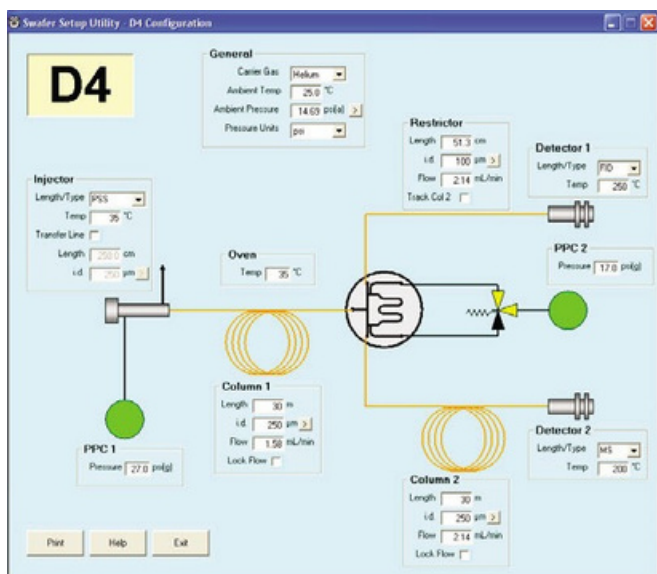 Swafer Setup Utility - D4 Configuration
D4
General
Carrier Gas Helium
Ambient Temp 25.0 °C
Ambient Pressure 14.69 psi(a) >
Pressure Units psi
Restrictor
Length 51.3 cm
i.d. 100 µm >
Flow 2.14 mL/min
Track Col 2
Detector 1
Length/Type FID
Temp 250 °C
Injector
Length/Type PSS
Temp 35 °C
Transfer Line
Length 250.0 cm
i.d. 250 µm >
Oven
Temp 35 °C
PPC 2
Pressure 17.0 psi(g)
Column 1
Length 30 m
i.d. 250 µm >
Flow 1.58 mL/min
Lock Flow
PPC 1
Pressure 27.0 psi(g)
Detector 2
Length/Type MS
Temp 200 °C
Column 2
Length 30 m
i.d. 250 µm >
Flow 2.14 mL/min
Lock Flow
Print Help Exit